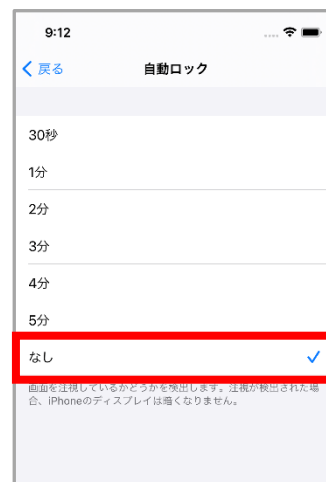 9:12
戻る
自動ロック
30秒
1分
2分
3分
4分
5分
なし
画面を注視しているかどうかを検出します。注視が検出された場
合、iPhoneのディスプレイは暗くなりません。